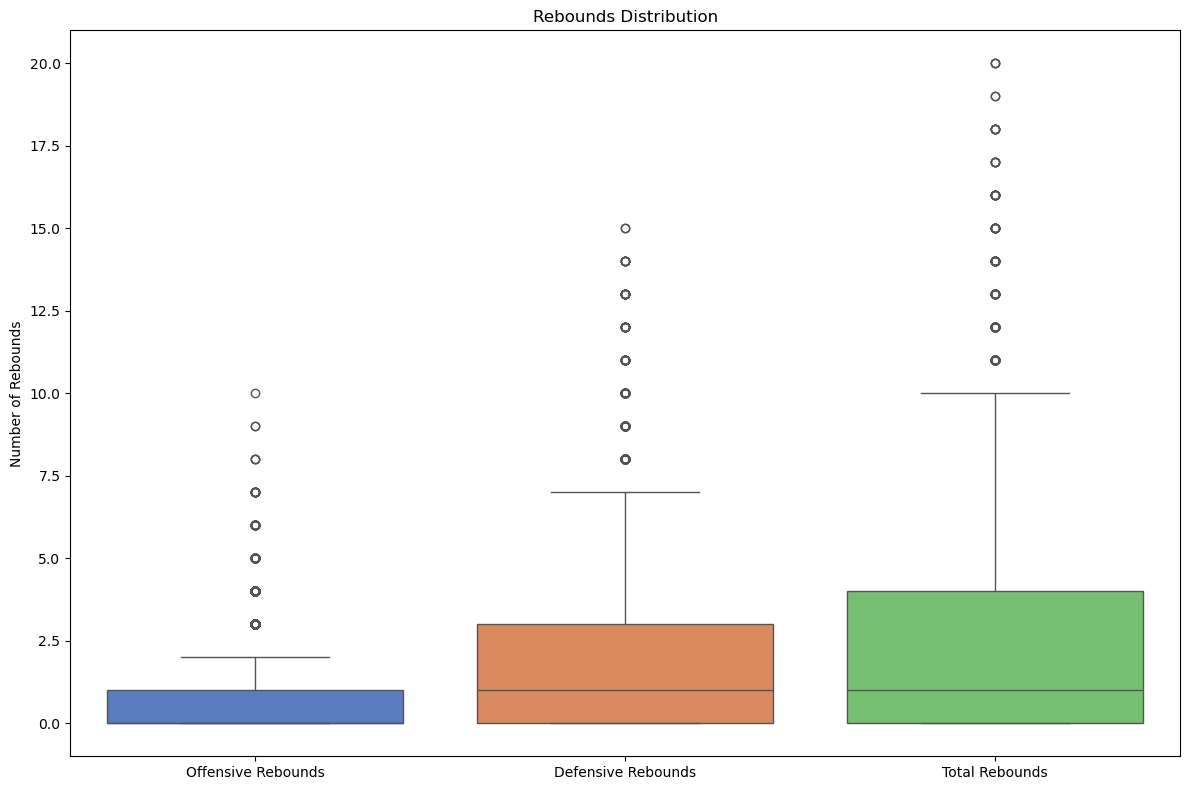 Rebounds Distribution
Number of Rebounds
20.0
17.5
15.0
12.5
10.0
7.5
5.0
2.5
0.0
Offensive Rebounds
Defensive Rebounds
Total Rebounds